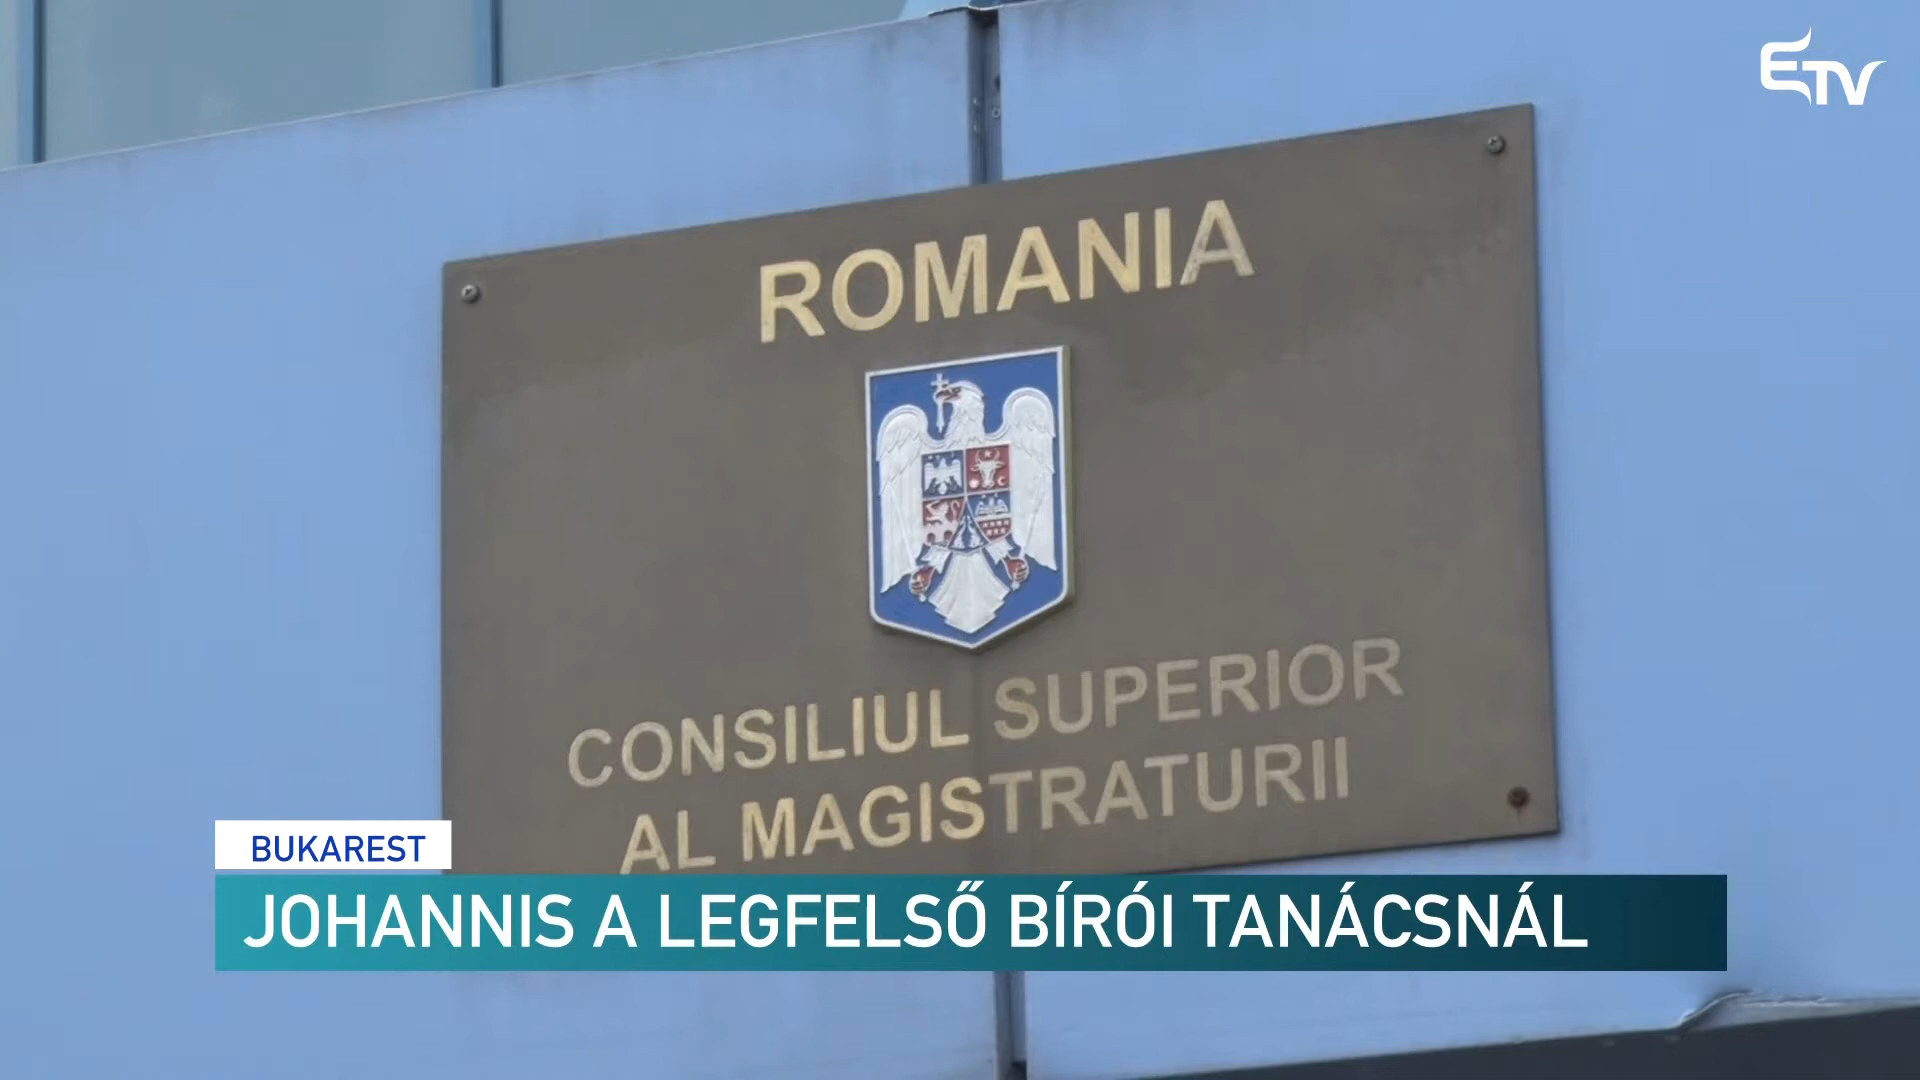 ETV
ROMANIA
CONSILIUL SUPERIOR
AL MAGISTRATURII
BUKAREST
JOHANNIS A LEGFELSŐ BÍRÓI TANÁCSNÁL